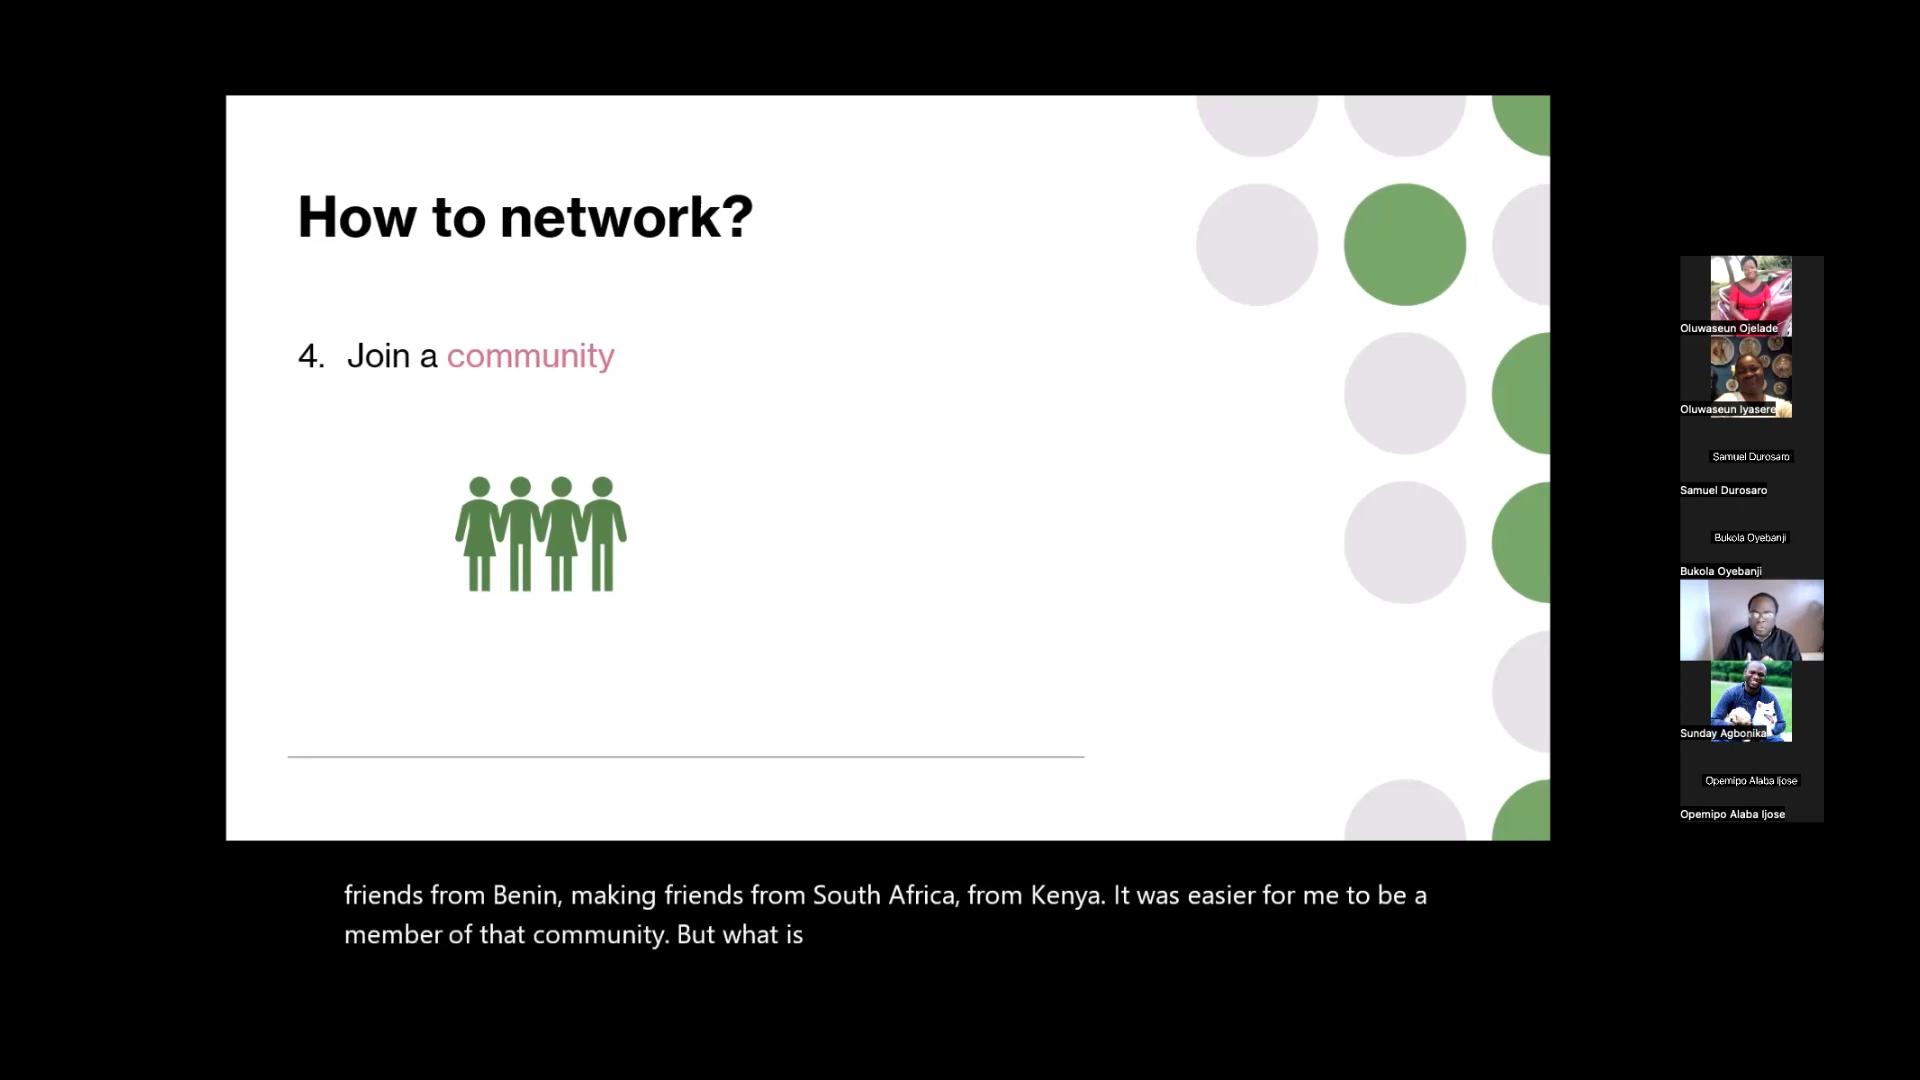 How to network?
4. Join a community
Oluwaseun Ojelade
Oluwaseun Iyasere
Samuel Durosaro
Samuel Durosaro
Bukola Oyebanji
Bukola Oyebanji
Sunday Agbonika
Opemipo Alaba Ijose
Opemipo Alaba Ijose
friends from Benin, making friends from South Africa, from Kenya. It was easier for me to be a
member of that community. But what is